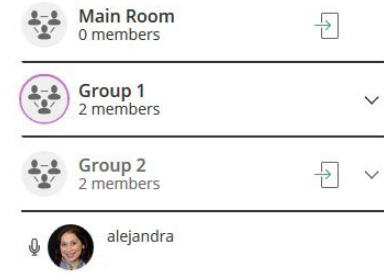 Main Room
0 members
Group 1
2 members
Group 2
2 members
alejandra